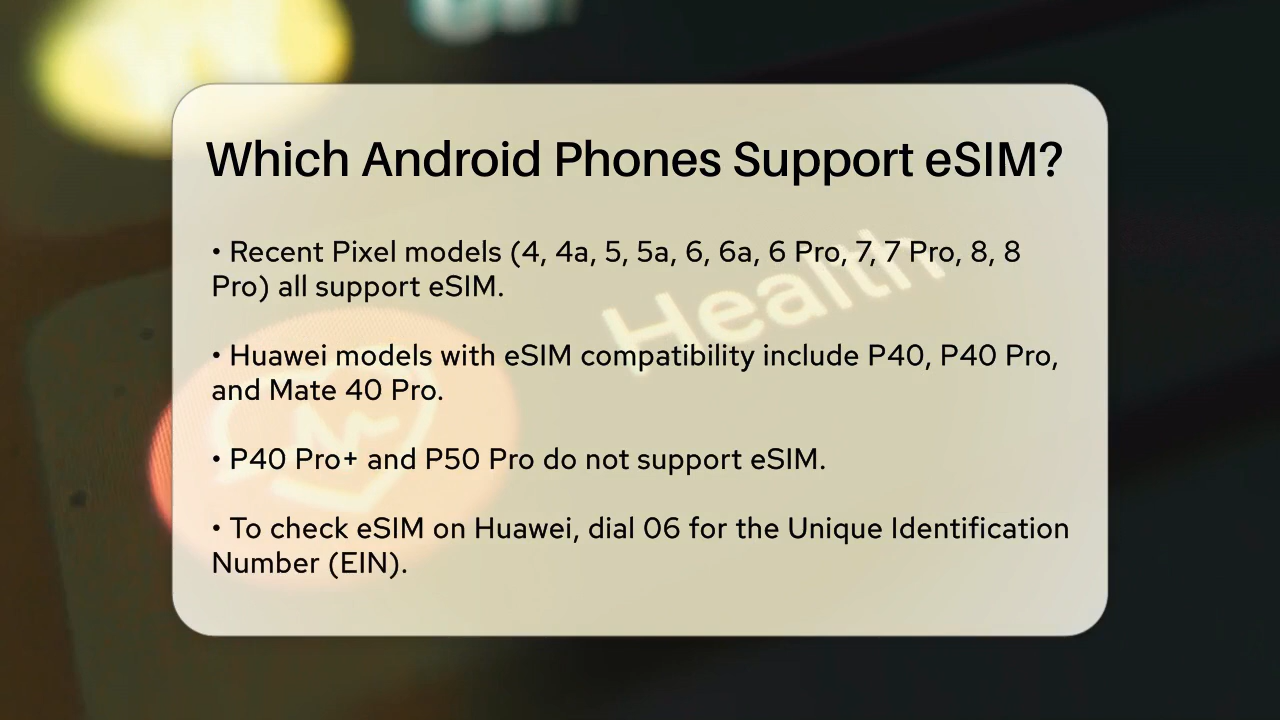 Which Android Phones Support eSIM?
• Recent Pixel models (4, 4a, 5, 5a, 6, 6a, 6 Pro, 7, 7 Pro, 8, 8
Pro) all support eSIM.
Health
• Huawei models with eSIM compatibility include P40, P40 Pro,
and Mate 40 Pro.
• P40 Pro+ and P50 Pro do not support eSIM.
• To check eSIM on Huawei, dial 06 for the Unique Identification
Number (EIN).